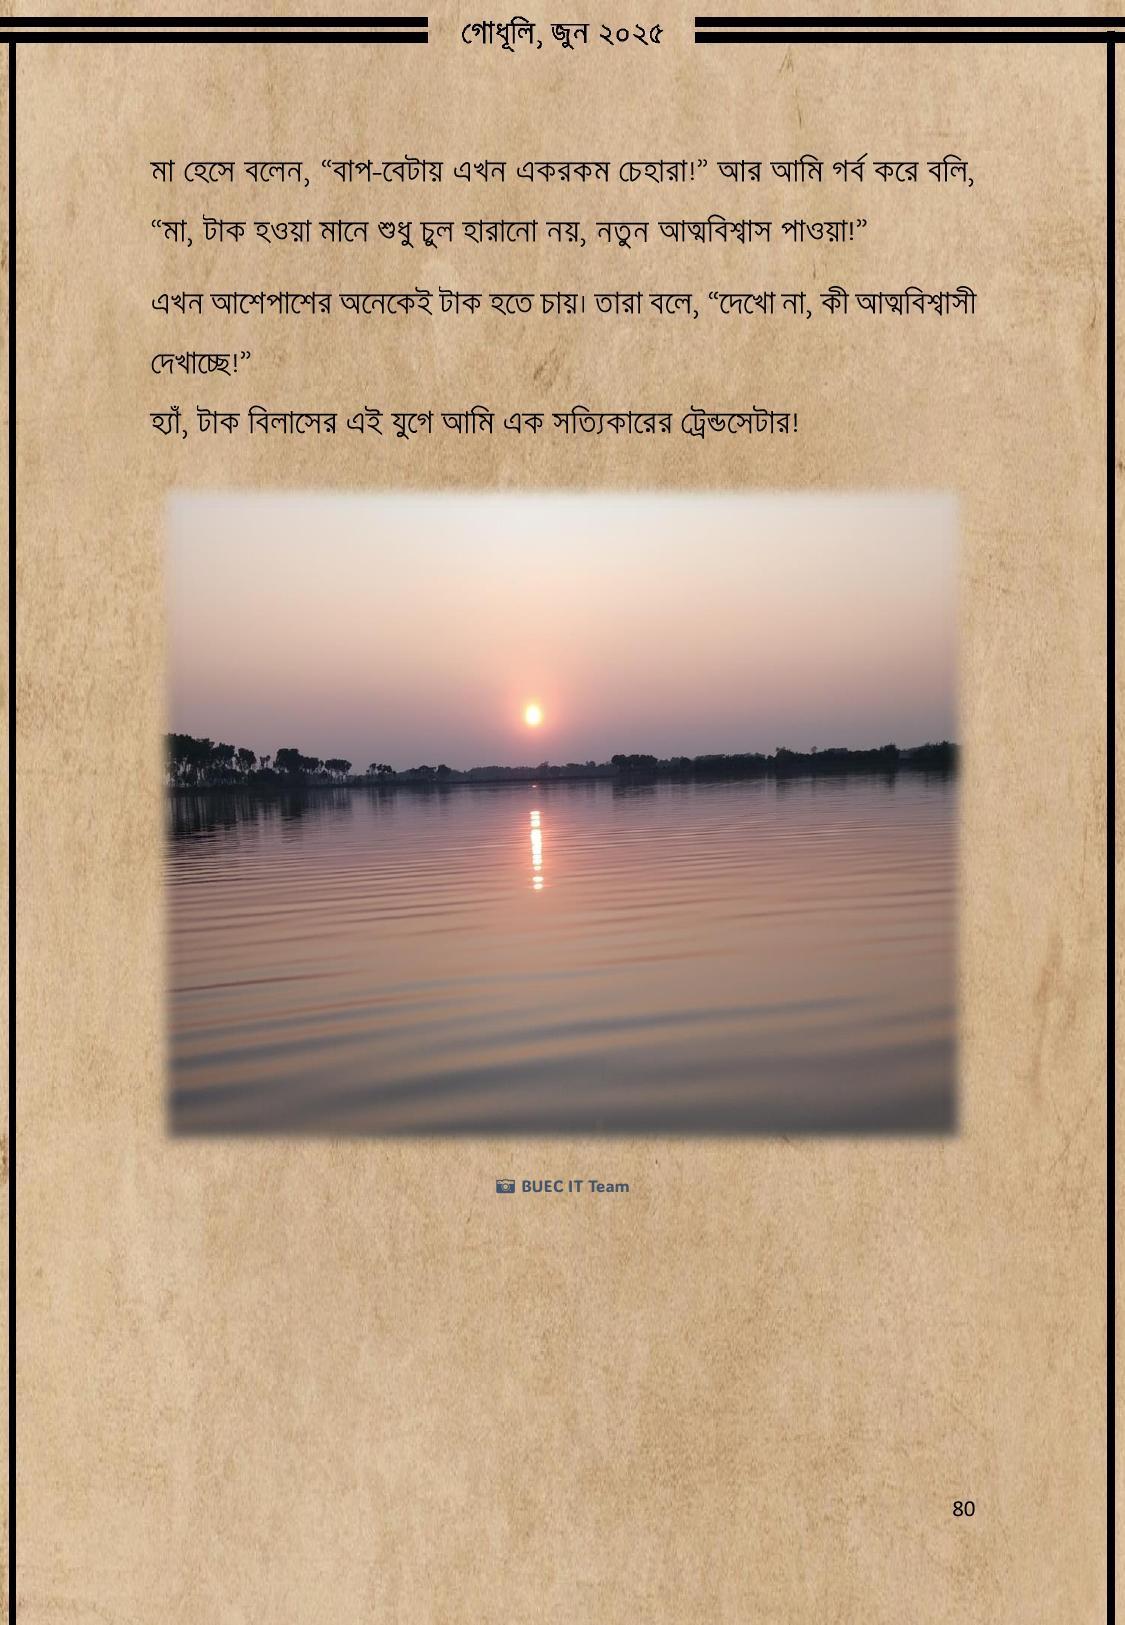 গোধূলি, জুন ২০২৫
মা হেসে বলেন, “বাপ-বেটায় এখন একরকম চেহারা!” আর আমি গর্ব করে বলি,
“মা, টাক হওয়া মানে শুধু চুল হারানো নয়, নতুন আত্মবিশ্বাস পাওয়া!”
এখন আশেপাশের অনেকেই টাক হতে চায়। তারা বলে, “দেখো না, কী আত্মবিশ্বাসী
দেখাচ্ছে!”
হ্যাঁ, টাক বিলাসের এই যুগে আমি এক সত্যিকারের ট্রেন্ডসেটার!
BUEC IT Team
80